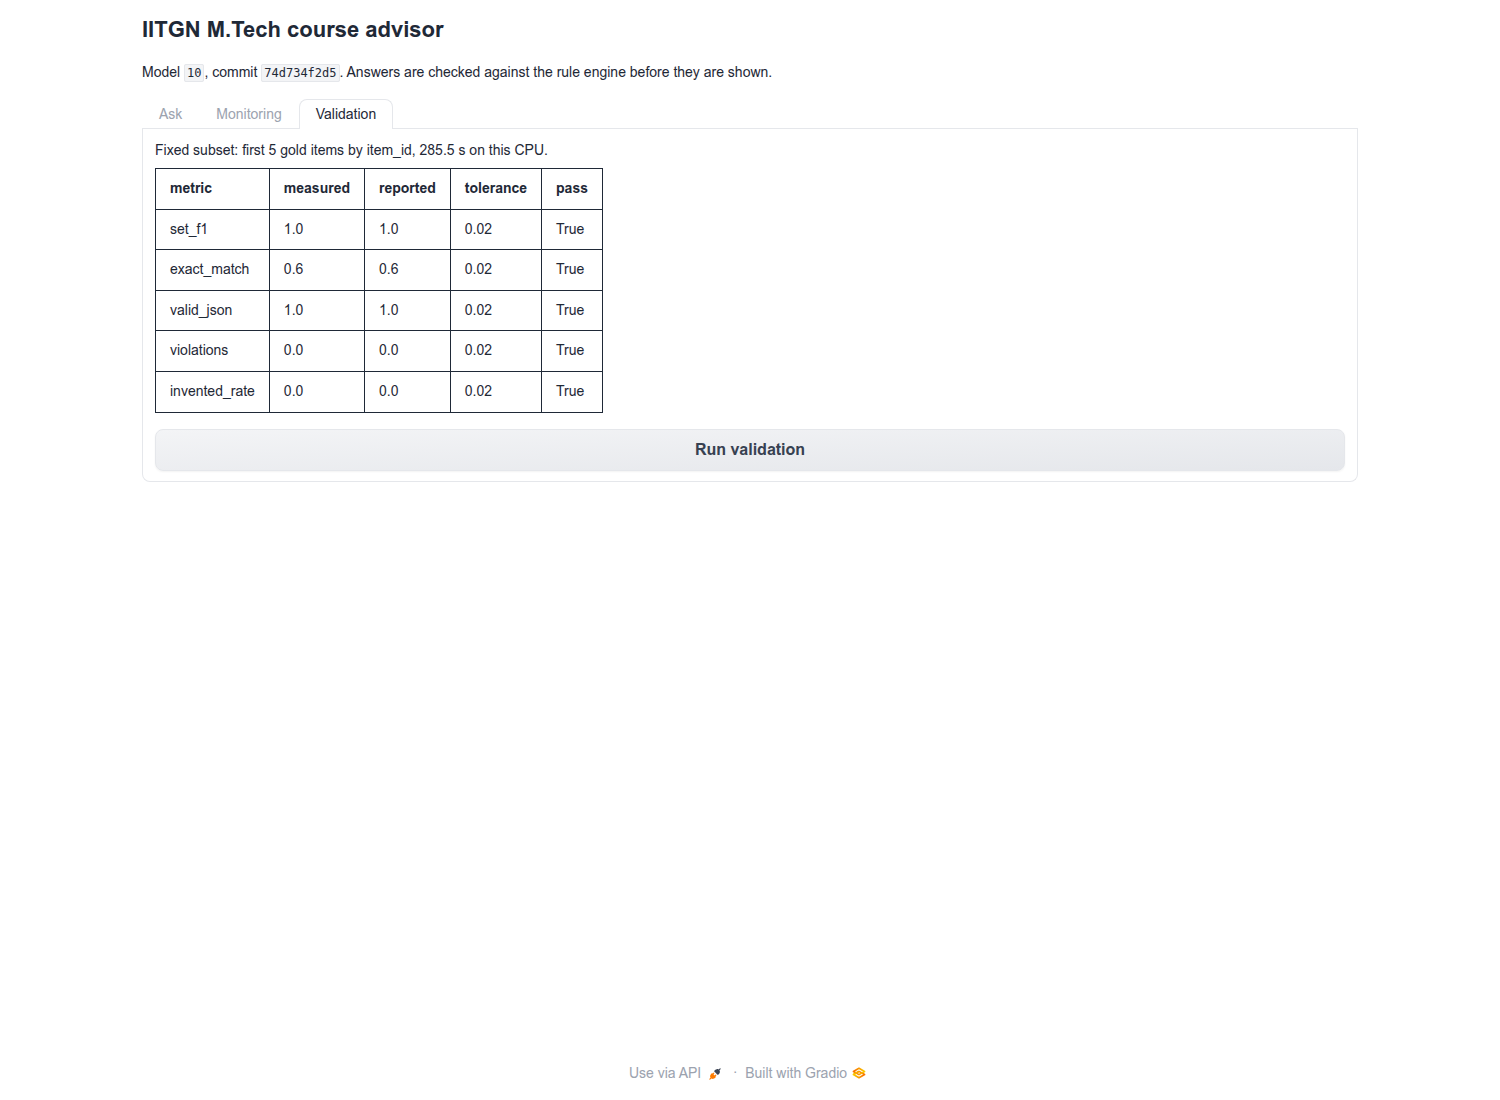 IITGN M.Tech course advisor
Model 10, commit 74d734f2d5. Answers are checked against the rule engine before they are shown.
Ask Monitoring Validation
Fixed subset: first 5 gold items by item_id, 285.5 s on this CPU.
metric measured reported tolerance pass
set_f1 1.0 1.0 0.02 True
exact_match 0.6 0.6 0.02 True
valid_json 1.0 1.0 0.02 True
violations 0.0 0.0 0.02 True
invented_rate 0.0 0.0 0.02 True
Run validation
Use via API · Built with Gradio